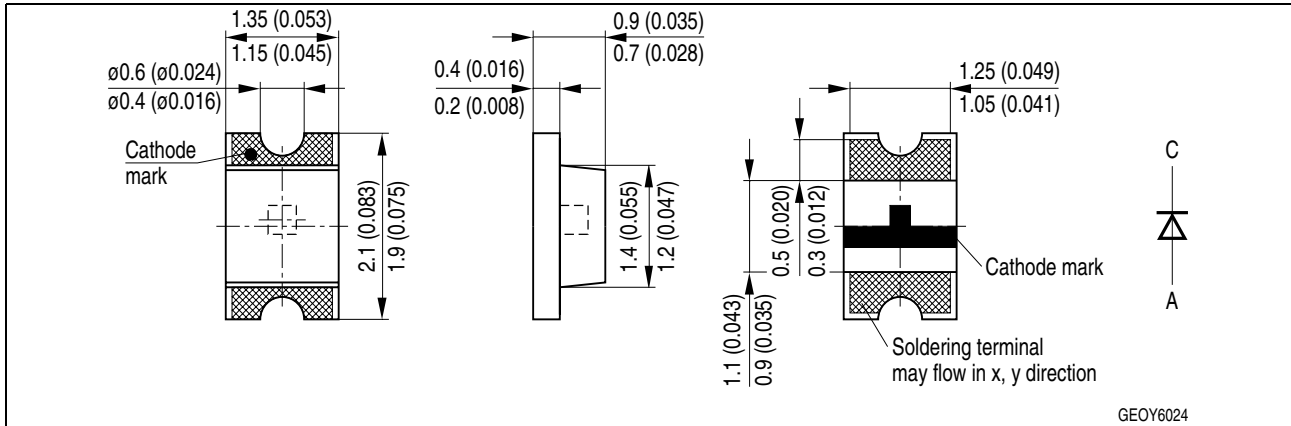 1.35 (0.053)
1.15 (0.045)
ø0.6 (ø0.024)
ø0.4 (ø0.016)
Cathode
mark
2.1 (0.083)
1.9 (0.075)
0.9 (0.035)
0.7 (0.028)
0.4 (0.016)
0.2 (0.008)
1.4 (0.055)
1.2 (0.047)
1.25 (0.049)
1.05 (0.041)
0.5 (0.020)
0.3 (0.012)
1.1 (0.043)
0.9 (0.035)
Cathode mark
Soldering terminal
may flow in x, y direction
C
A
GEOY6024